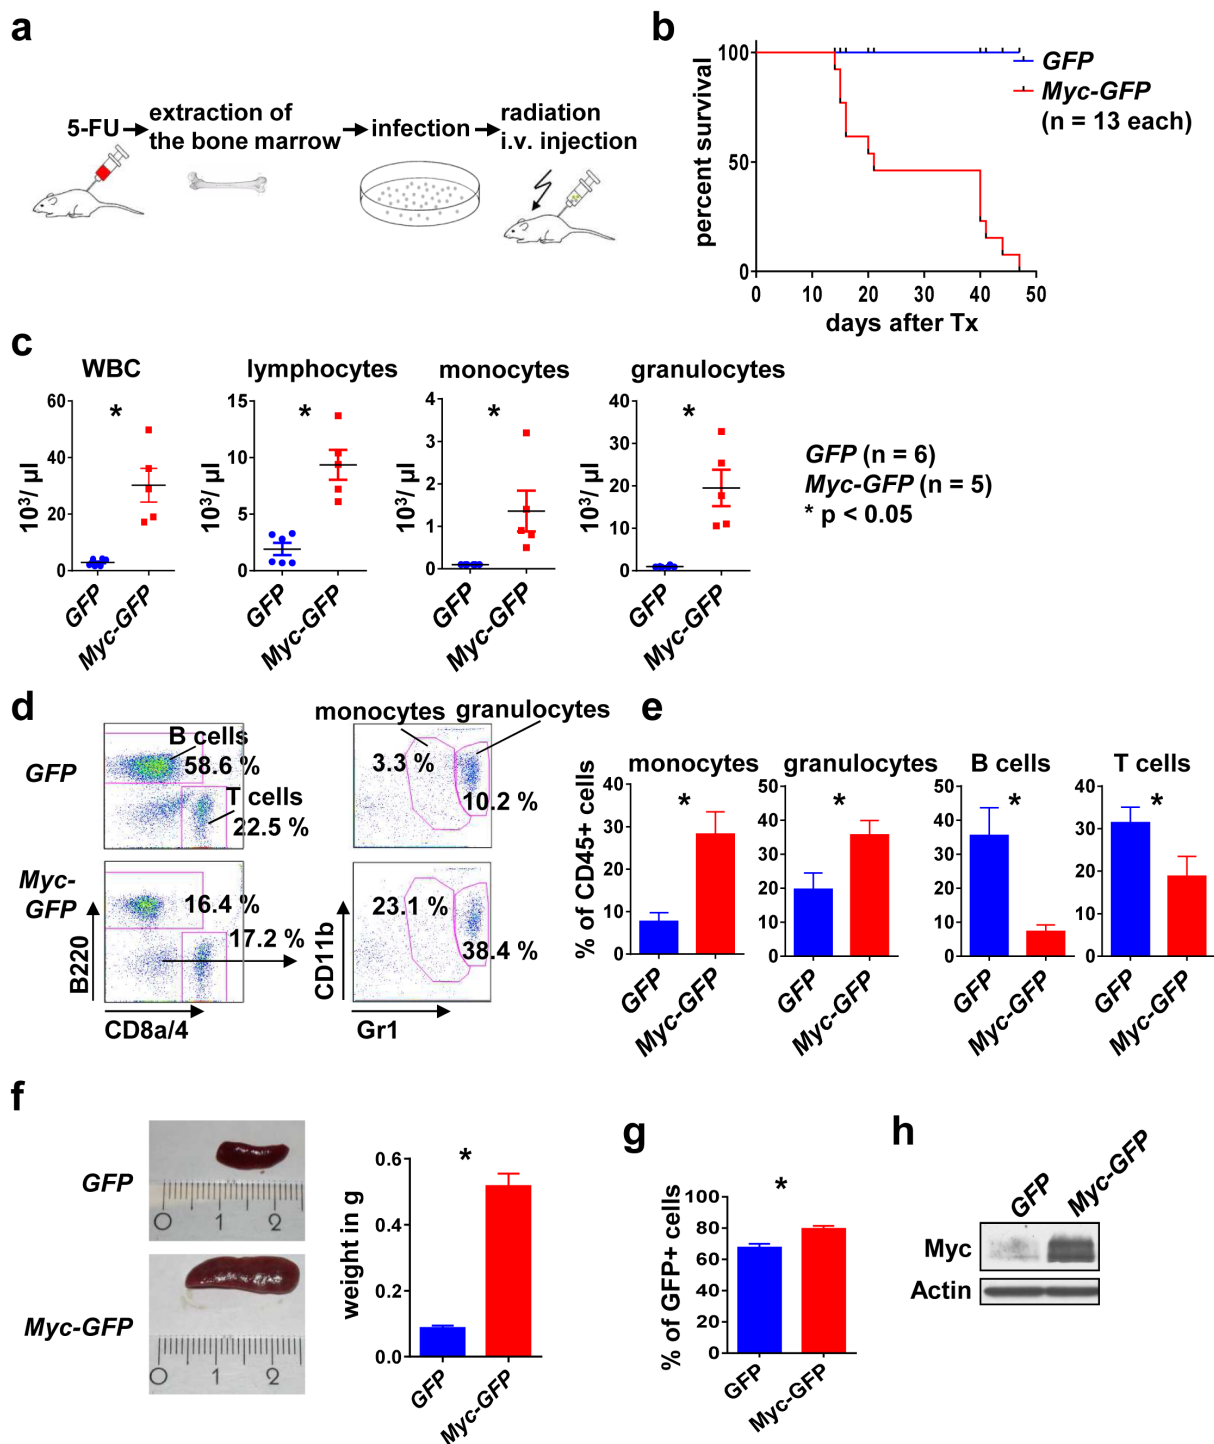 a
5-FU
extraction of
the bone marrow
infection
radiation
i.v. injection
b
percent survival
100
50
0
0 10 20 30 40 50
days after Tx
GFP
Myc-GFP
(n = 13 each)
c
WBC
10³/ µl
60
40
20
0
GFP
Myc-GFP
lymphocytes
10³/ µl
15
10
5
0
GFP
Myc-GFP
monocytes
10³/ µl
4
3
2
1
0
GFP
Myc-GFP
granulocytes
10³/ µl
40
30
20
10
0
GFP
Myc-GFP
*
*
*
*
GFP (n = 6)
Myc-GFP (n = 5)
* p < 0.05
d
GFP
B cells
58.6 %
T cells
22.5 %
monocytes
granulocytes
3.3 %
10.2 %
Myc-
GFP
16.4 %
17.2 %
23.1 %
38.4 %
B220
CD8a/4
CD11b
Gr1
e
% of CD45+ cells
monocytes
*
40
30
20
10
0
GFP
Myc-GFP
granulocytes
*
50
40
30
20
10
0
GFP
Myc-GFP
B cells
*
50
40
30
20
10
0
GFP
Myc-GFP
T cells
*
40
30
20
10
0
GFP
Myc-GFP
f
GFP
0 1 2
Myc-GFP
0 1 2
weight in g
*
0.6
0.4
0.2
0.0
GFP
Myc-GFP
g
% of GFP+ cells
*
100
80
60
40
20
0
GFP
Myc-GFP
h
GFP
Myc-GFP
Myc
Actin